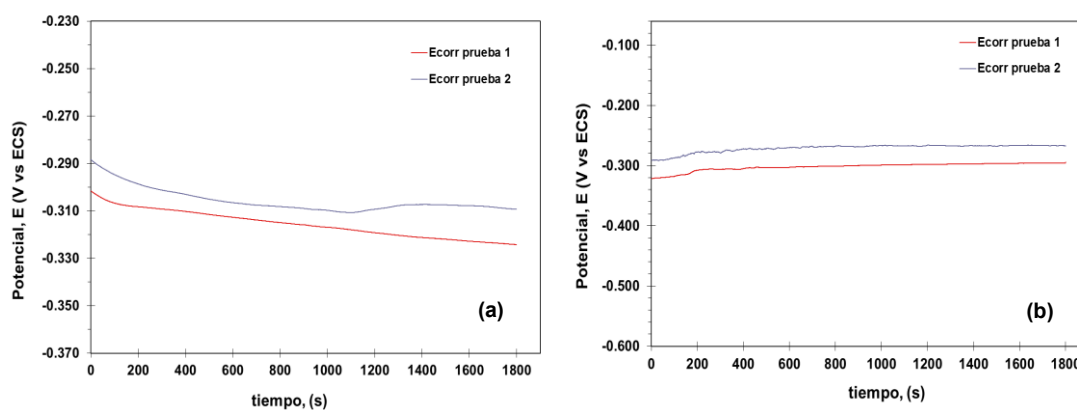 -0.230
-0.250
-0.270
-0.290
-0.310
-0.330
-0.350
-0.370
Potencial, E (V vs ECS)
Ecorr prueba 1
Ecorr prueba 2
(a)
0 200 400 600 800 1000 1200 1400 1600 1800
tiempo, (s)
-0.100
-0.200
-0.300
-0.400
-0.500
-0.600
Potencial, E (V vs ECS)
Ecorr prueba 1
Ecorr prueba 2
(b)
0 200 400 600 800 1000 1200 1400 1600 1800
tiempo, (s)